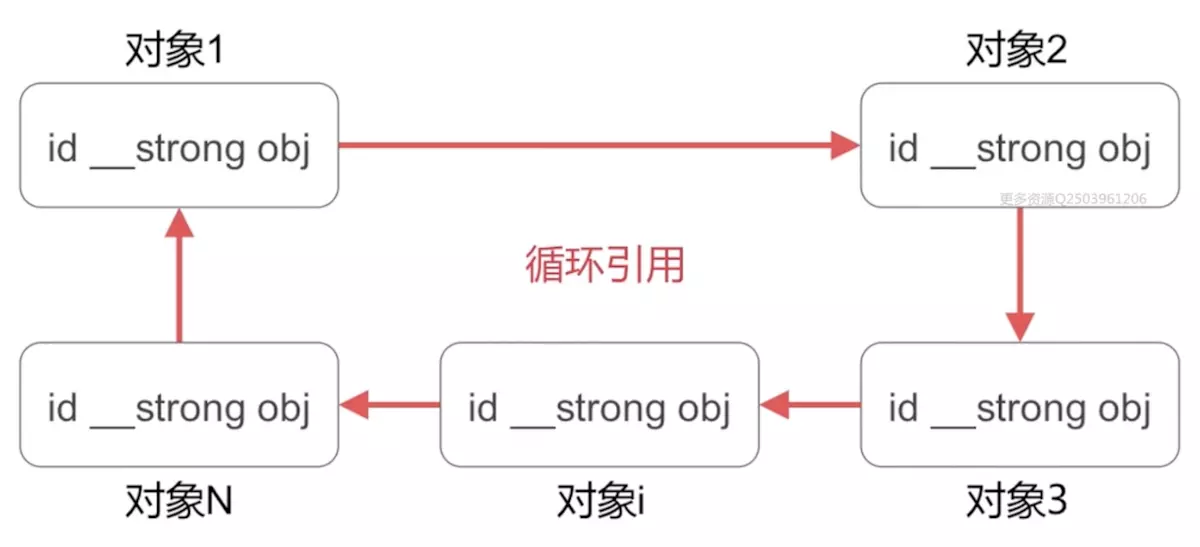 对象1
对象2
id __strong obj
id __strong obj
更多资源Q2503961206
循环引用
id __strong obj
id __strong obj
id __strong obj
对象N
对象i
对象3